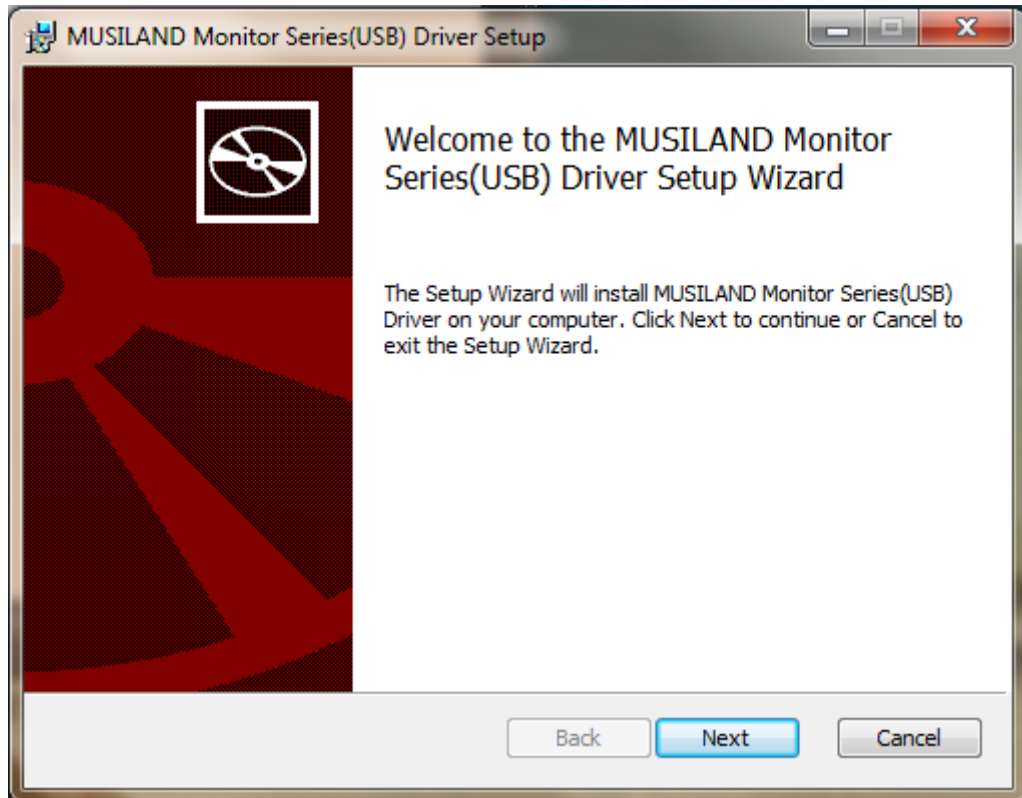 MUSILAND Monitor Series(USB) Driver Setup
Welcome to the MUSILAND Monitor
Series(USB) Driver Setup Wizard
The Setup Wizard will install MUSILAND Monitor Series(USB)
Driver on your computer. Click Next to continue or Cancel to
exit the Setup Wizard.
Back
Next
Cancel